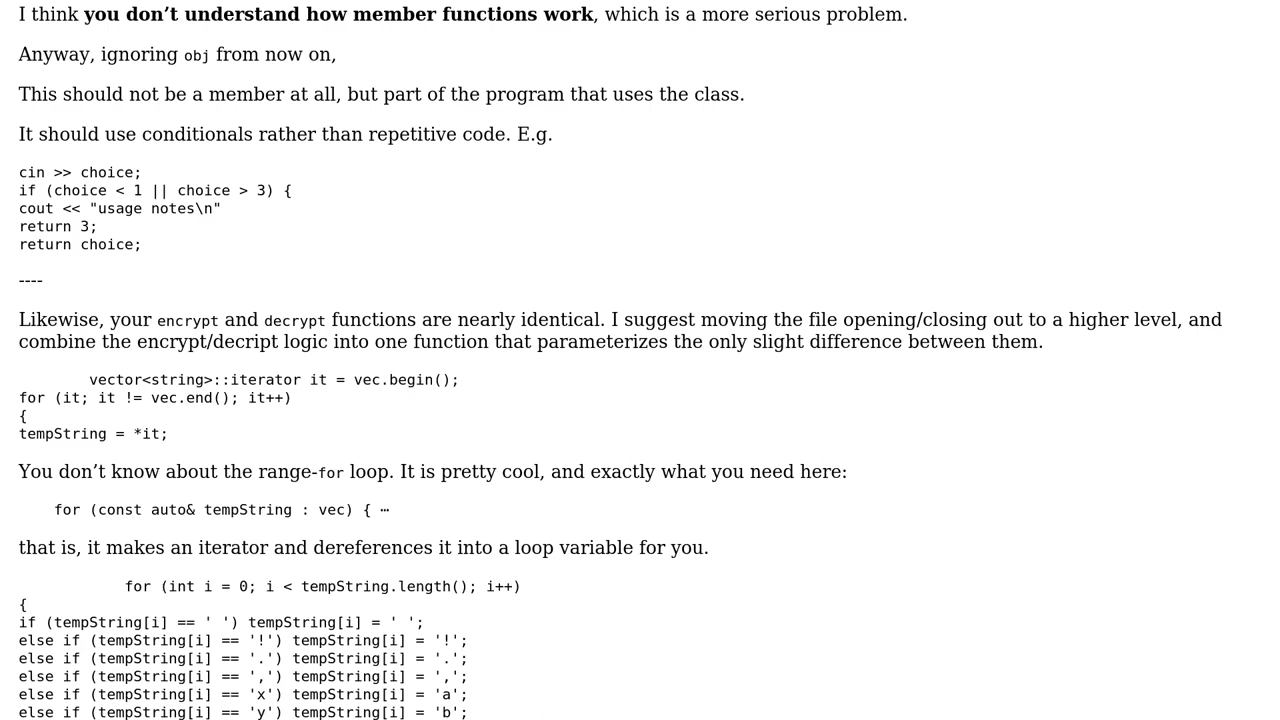 I think you don’t understand how member functions work, which is a more serious problem.
Anyway, ignoring obj from now on,
This should not be a member at all, but part of the program that uses the class.
It should use conditionals rather than repetitive code. E.g.
cin >> choice;
if (choice < 1 || choice > 3) {
cout << "usage notes\n"
return 3;
return choice;
----
Likewise, your encrypt and decrypt functions are nearly identical. I suggest moving the file opening/closing out to a higher level, and
combine the encrypt/decript logic into one function that parameterizes the only slight difference between them.
vector<string>::iterator it = vec.begin();
for (it; it != vec.end(); it++)
{
tempString = *it;
You don’t know about the range-for loop. It is pretty cool, and exactly what you need here:
for (const auto& tempString : vec) { ⋯
that is, it makes an iterator and dereferences it into a loop variable for you.
for (int i = 0; i < tempString.length(); i++)
{
if (tempString[i] == ' ') tempString[i] = ' ';
else if (tempString[i] == '!') tempString[i] = '!';
else if (tempString[i] == '.') tempString[i] = '.';
else if (tempString[i] == ',') tempString[i] = ',';
else if (tempString[i] == 'x') tempString[i] = 'a';
else if (tempString[i] == 'y') tempString[i] = 'b';